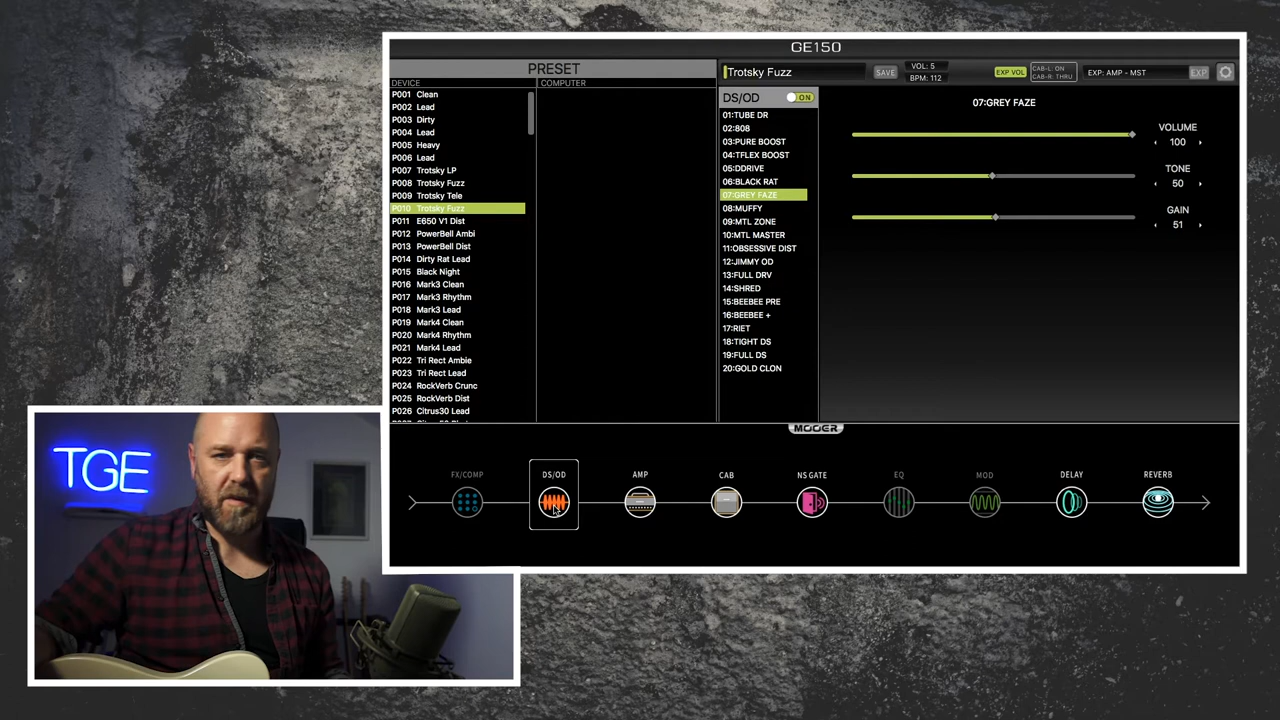 GE150
PRESET
DEVICE
COMPUTER
P001 Clean
P002 Lead
P003 Dirty
P004 Lead
P005 Heavy
P006 Lead
P007 Trotsky LP
P008 Trotsky Fuzz
P009 Trotsky Tele
P010 Trotsky Fuzz
P011 E650 V1 Dist
P012 PowerBell Ambi
P013 PowerBell Dist
P014 Dirty Rat Lead
P015 Black Night
P016 Mark3 Clean
P017 Mark3 Rhythm
P018 Mark3 Lead
P019 Mark4 Clean
P020 Mark4 Rhythm
P021 Mark4 Lead
P022 Tri Rect Ambie
P023 Tri Rect Lead
P024 RockVerb Crunc
P025 RockVerb Dist
P026 Citrus30 Lead
Trotsky Fuzz
SAVE
VOL: 5
BPM: 112
EXP VOL
CAB-L: ON
CAB-R: THRU
EXP: AMP - MST
EXP
DS/OD
ON
01:TUBE DR
02:808
03:PURE BOOST
04:TFLEX BOOST
05:DDRIVE
06:BLACK RAT
07:GREY FAZE
08:MUFFY
09:MTL ZONE
10:MTL MASTER
11:OBSESSIVE DIST
12:JIMMY OD
13:FULL DRV
14:SHRED
15:BEEBEE PRE
16:BEEBEE +
17:RIET
18:TIGHT DS
19:FULL DS
20:GOLD CLON
07:GREY FAZE
VOLUME
100
TONE
50
GAIN
51
MOOER
FX/COMP
DS/OD
AMP
CAB
NS GATE
EQ
MOD
DELAY
REVERB
TGE